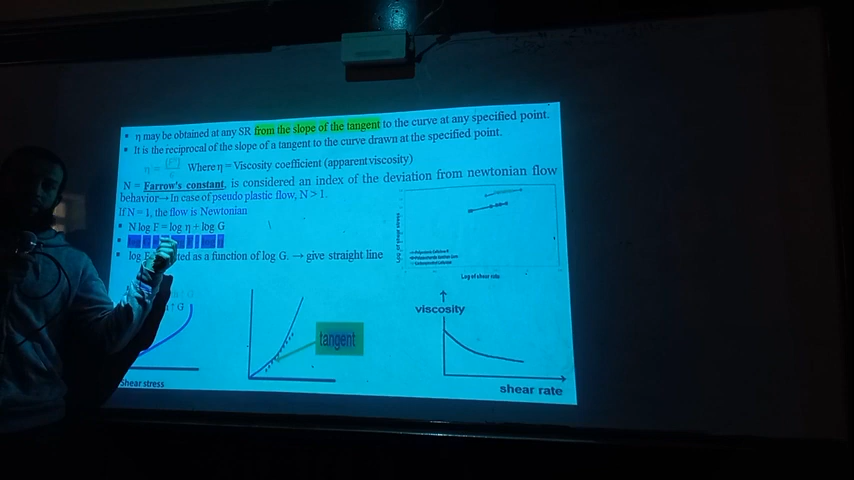 • η may be obtained at any SR from the slope of the tangent to the curve at any specified point.
• It is the reciprocal of the slope of a tangent to the curve drawn at the specified point.
η = Where η = Viscosity coefficient (apparent viscosity)
N = Farrow's constant, is considered an index of the deviation from newtonian flow
behavior→ In case of pseudo plastic flow, N > 1.
If N = 1, the flow is Newtonian
• N log F = log η + log G
• log F as a function of log G. → give straight line
Log of shear rate
viscosity
tangent
↑ G
shear rate
Shear stress